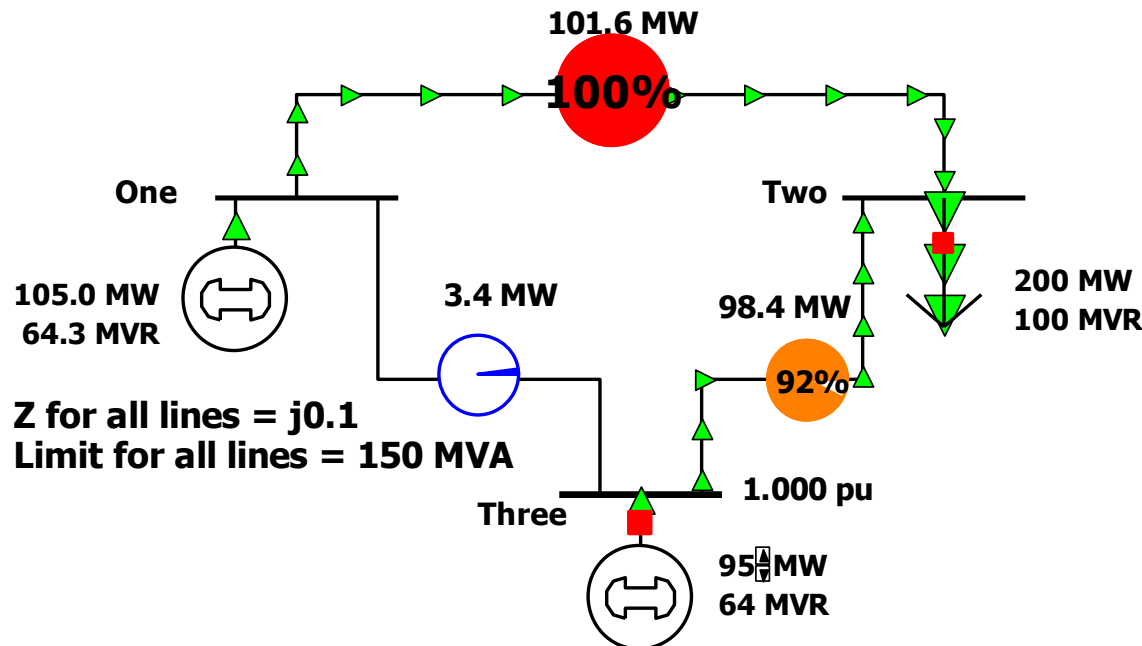 101.6 MW
100%
One
Two
105.0 MW
64.3 MVR
3.4 MW
98.4 MW
200 MW
100 MVR
92%
Z for all lines = j0.1
Limit for all lines = 150 MVA
1.000 pu
Three
95 MW
64 MVR